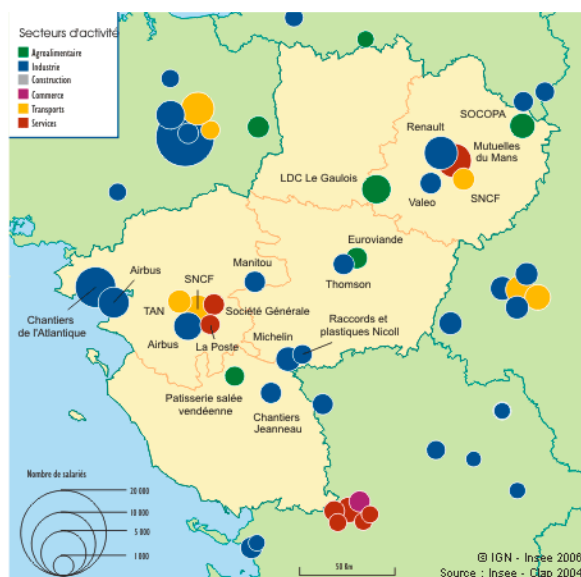 Secteurs d'activité
Agroalimentaire
Industrie
Construction
Commerce
Transports
Services
SOCOPA
Renault
Mutuelles
du Mans
LDC Le Gaulois
Valeo
SNCF
Euroviande
Airbus
Manitou
SNCF
Thomson
Chantiers
de l'Atlantique
TAN
Société Générale
Raccords et
plastiques Nicoll
Airbus
La Poste
Michelin
Patisserie salée
vendéenne
Chantiers
Jeanneau
Nombre de salariés
20 000
10 000
5 000
1 000
50 Km
© IGN - Insee 2006
Source : Insee - Clap 2004